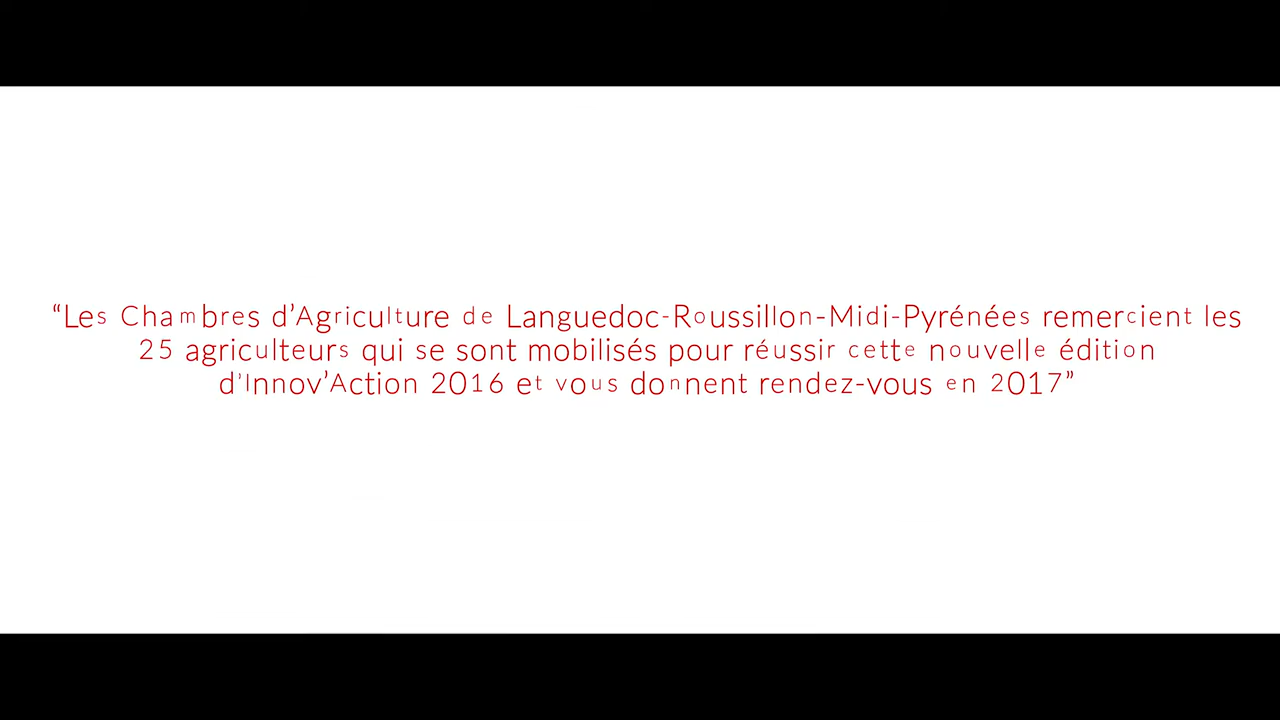 “Les Chambres d’Agriculture de Languedoc-Roussillon-Midi-Pyrénées remercient les
25 agriculteurs qui se sont mobilisés pour réussir cette nouvelle édition
d’Innov’Action 2016 et vous donnent rendez-vous en 2017”